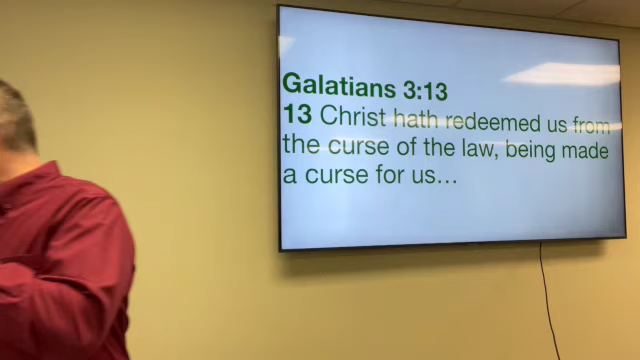 Galatians 3:13
13 Christ hath redeemed us from
the curse of the law, being made
a curse for us...